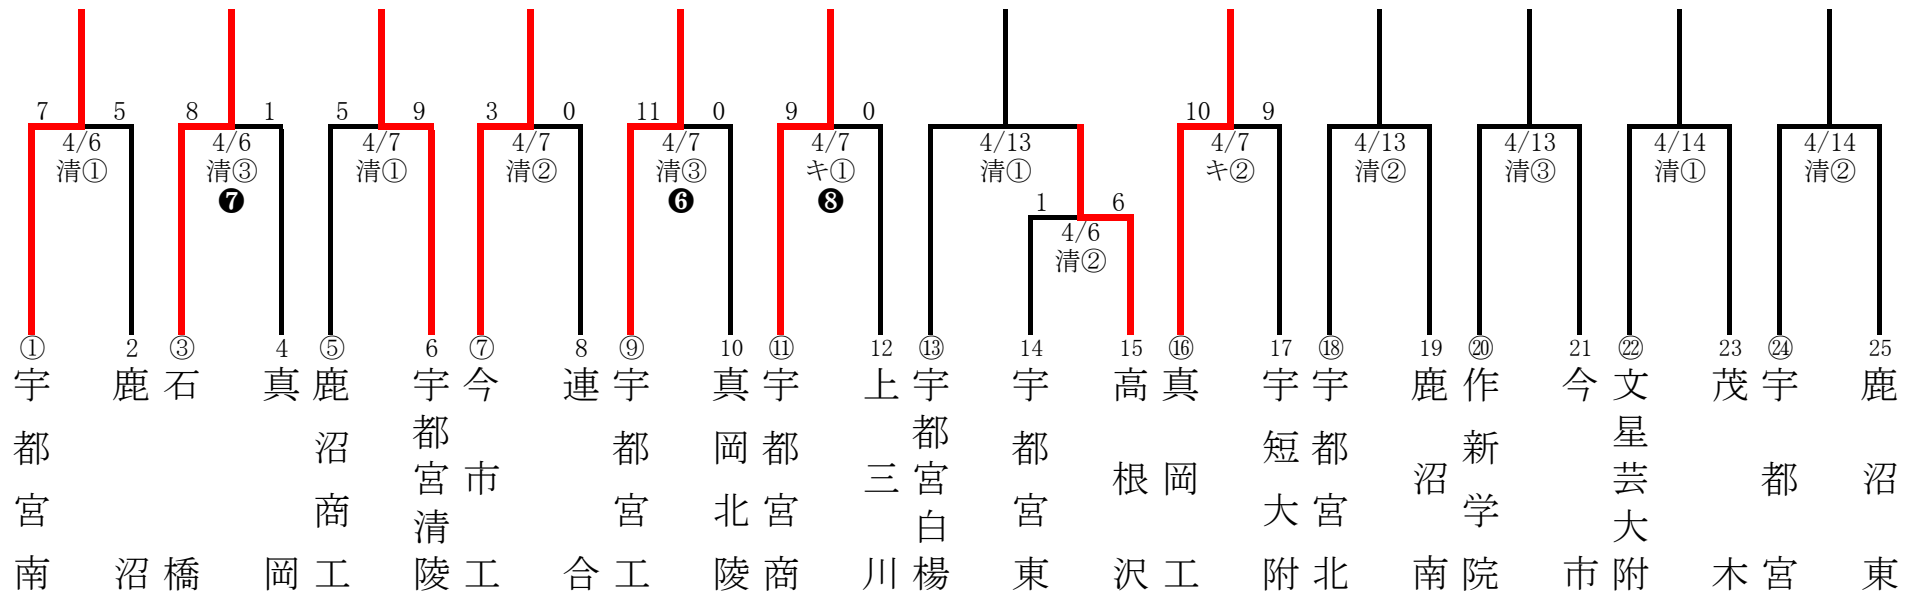 7 5 8 1 5 9 3 0 11 0 9 0 10 9
4/6 4/6 4/7 4/7 4/7 4/7 4/13 4/7 4/13 4/13 4/14 4/14
清① 清③ 清① 清② 清③ キ① 清① キ② 清② 清③ 清① 清②
❼ ❻ ❽
1 6
4/6
清②
① 2 ③ 4 ⑤ 6 ⑦ 8 ⑨ 10 ⑪ 12 ⑬ 14 15 ⑯ 17 ⑱ 19 ⑳ 21 ㉒ 23 ㉔ 25
宇都宮南
鹿沼
石橋
真岡
鹿沼商工
宇都宮清陵
今市工
連合
宇都宮工
真岡北陵
宇都宮商
上三川
宇都宮白楊
宇都宮東
高根沢
真岡工
宇短大附
宇都宮北
鹿沼南
作新学院
今市
文星芸大附
茂木
宇都宮
鹿沼東